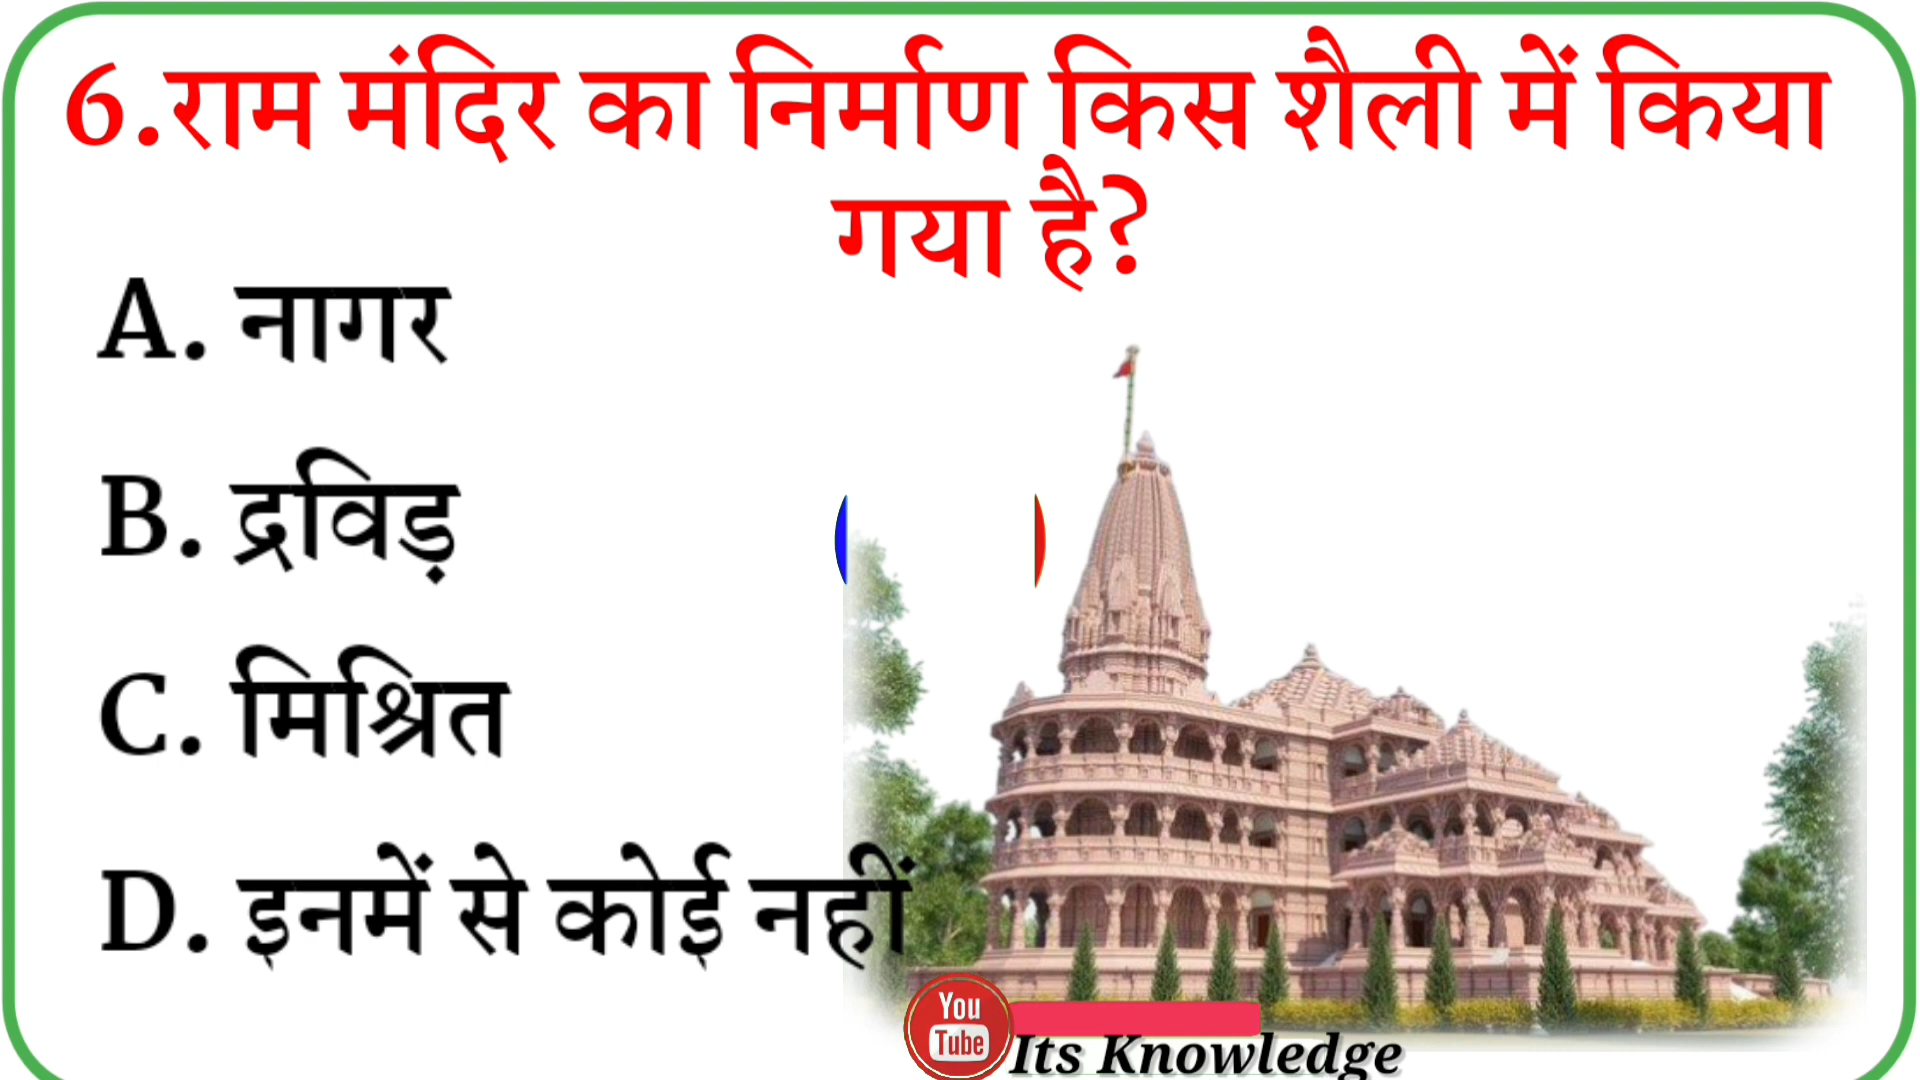 6.राम मंदिर का निर्माण किस शैली में किया
गया है?
A. नागर
B. द्रविड़
C. मिश्रित
D. इनमें से कोई नहीं
You
Tube
Its Knowledge